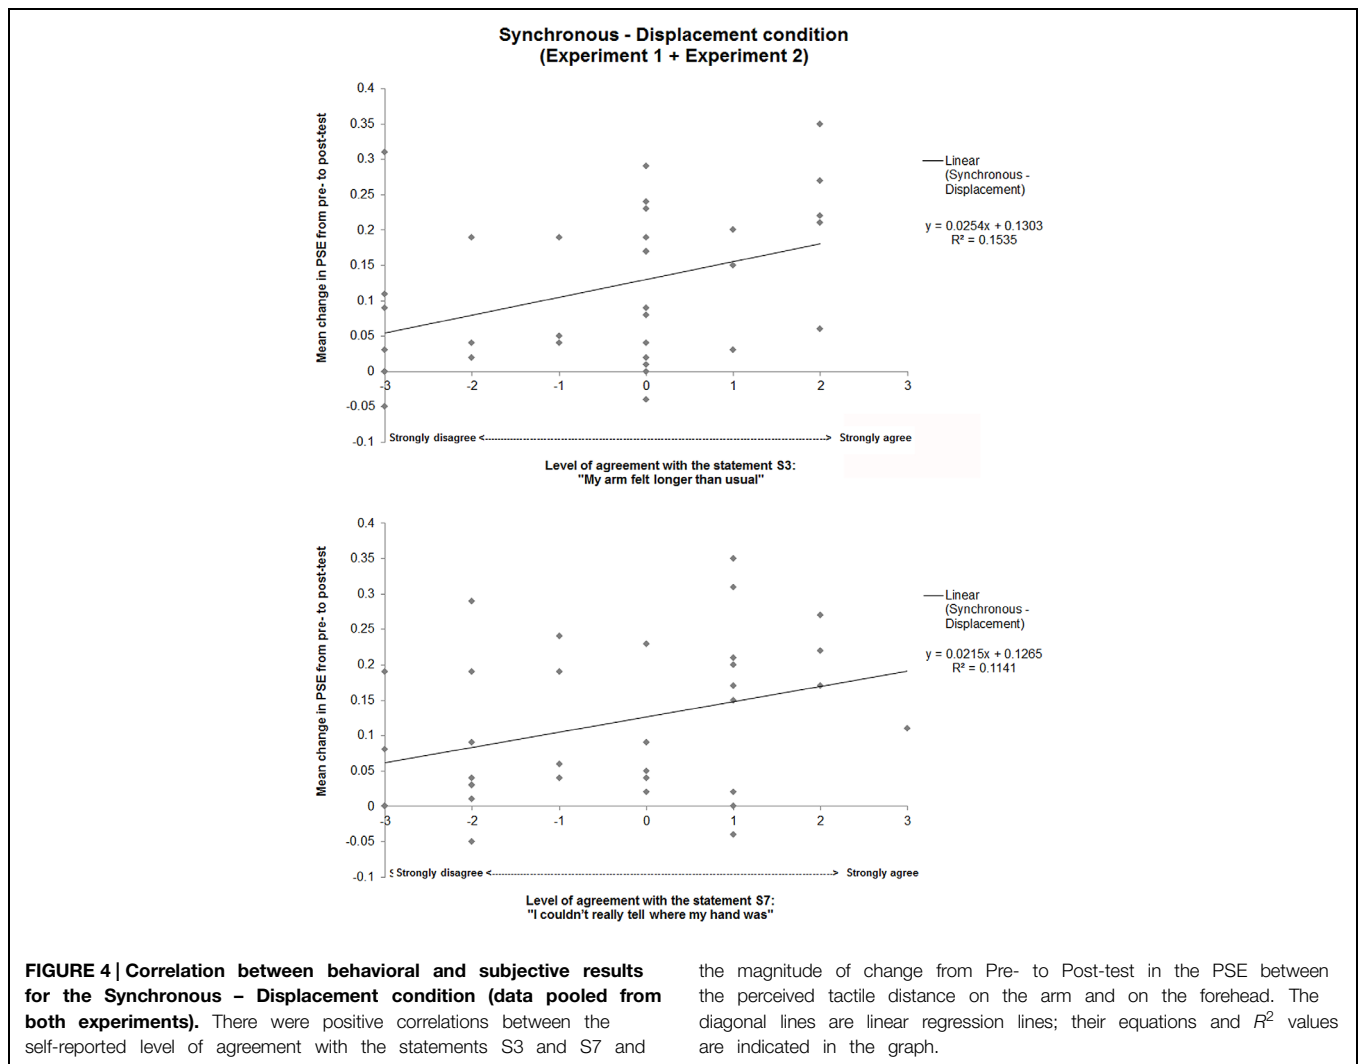 Synchronous - Displacement condition
(Experiment 1 + Experiment 2)
Mean change in PSE from pre- to post-test
0.4
0.35
0.3
0.25
0.2
0.15
0.1
0.05
0
-0.05
-0.1
-3 -2 -1 0 1 2 3
Linear
(Synchronous -
Displacement)
y = 0.0254x + 0.1303
R² = 0.1535
Strongly disagree <----------------------------------------> Strongly agree
Level of agreement with the statement S3:
"My arm felt longer than usual"
Mean change in PSE from pre- to post-test
0.4
0.35
0.3
0.25
0.2
0.15
0.1
0.05
0
-0.05
-0.1
-3 -2 -1 0 1 2 3
Linear
(Synchronous -
Displacement)
y = 0.0215x + 0.1265
R² = 0.1141
Strongly disagree <----------------------------------------> Strongly agree
Level of agreement with the statement S7:
"I couldn't really tell where my hand was"
FIGURE 4 | Correlation between behavioral and subjective results
for the Synchronous – Displacement condition (data pooled from
both experiments). There were positive correlations between the
self-reported level of agreement with the statements S3 and S7 and
the magnitude of change from Pre- to Post-test in the PSE between
the perceived tactile distance on the arm and on the forehead. The
diagonal lines are linear regression lines; their equations and R² values
are indicated in the graph.